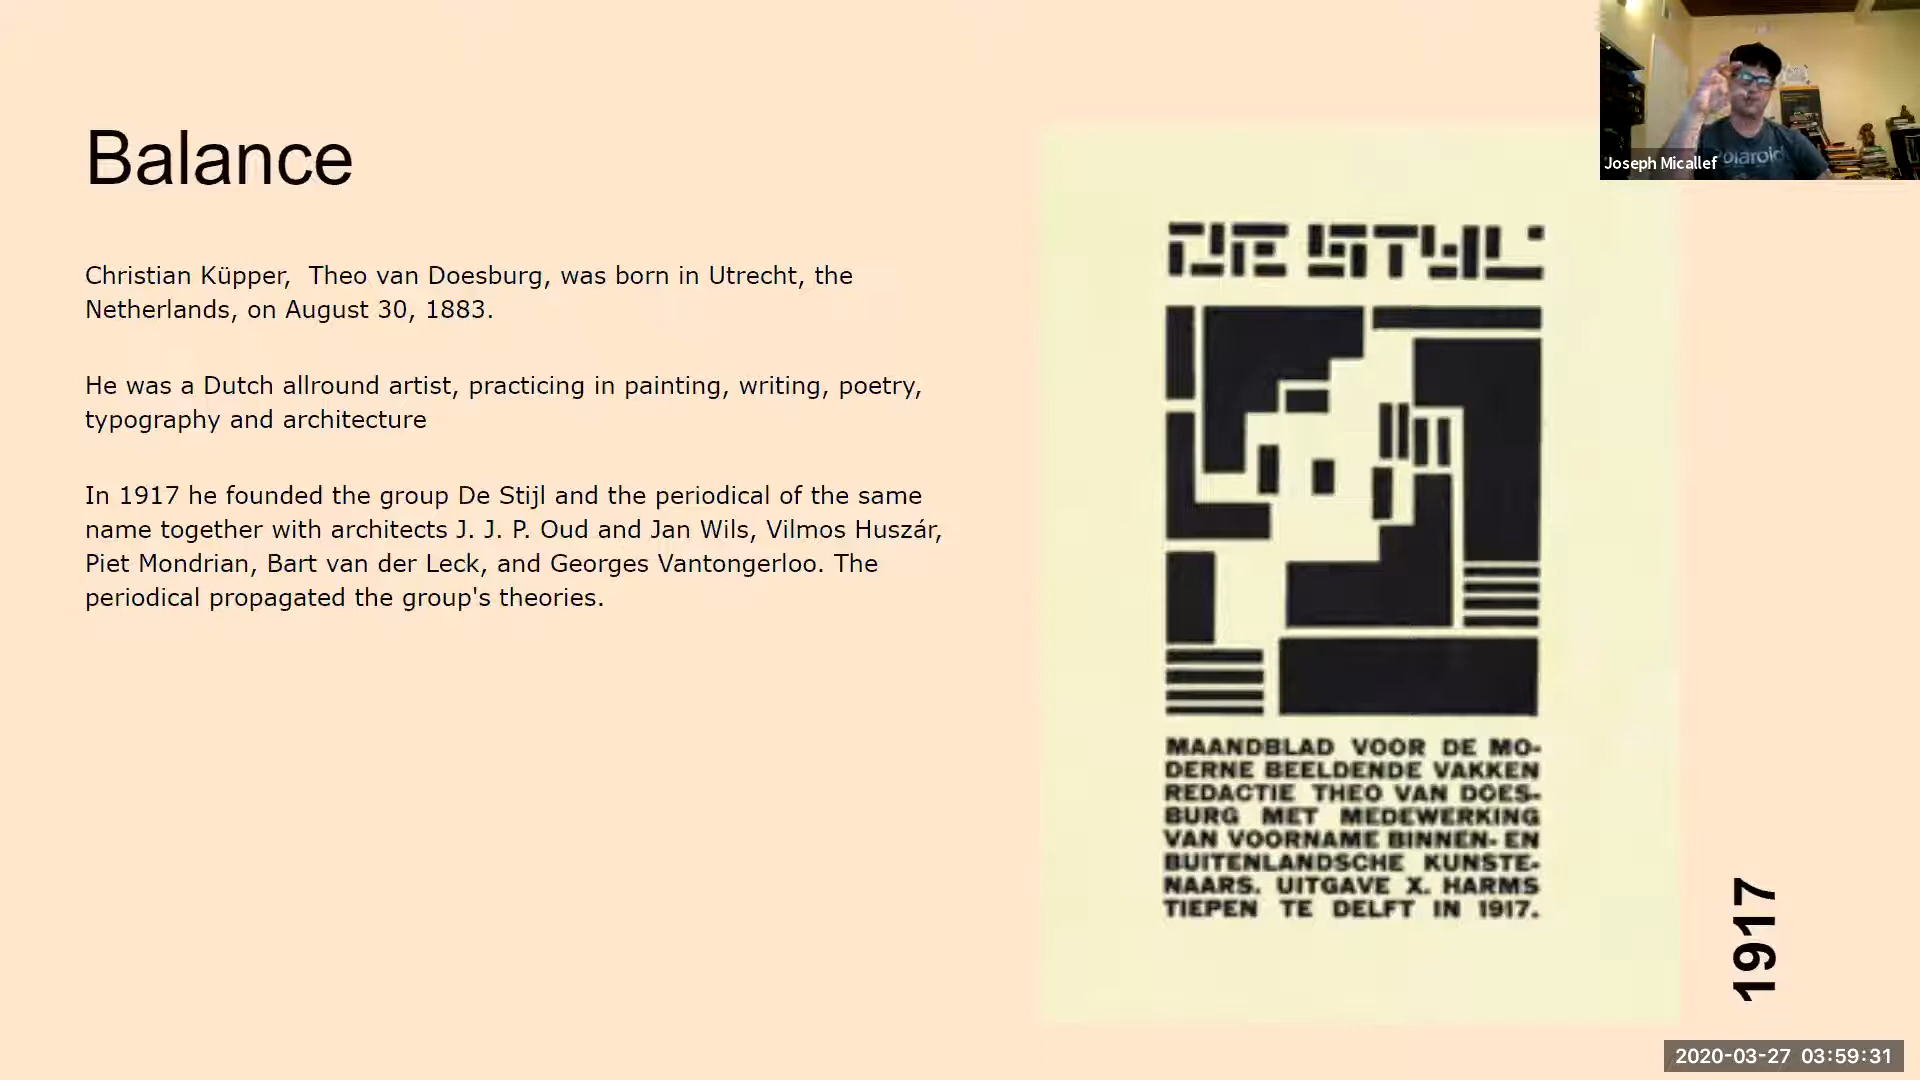 Balance
Christian Küpper,  Theo van Doesburg, was born in Utrecht, the
Netherlands, on August 30, 1883.
He was a Dutch allround artist, practicing in painting, writing, poetry,
typography and architecture
In 1917 he founded the group De Stijl and the periodical of the same
name together with architects J. J. P. Oud and Jan Wils, Vilmos Huszár,
Piet Mondrian, Bart van der Leck, and Georges Vantongerloo. The
periodical propagated the group's theories.
DE STIJL
MAANDBLAD VOOR DE MO-
DERNE BEELDENDE VAKKEN
REDACTIE THEO VAN DOES-
BURG MET MEDEWERKING
VAN VOORNAME BINNEN- EN
BUITENLANDSCHE KUNSTE-
NAARS. UITGAVE X. HARMS
TIEPEN TE DELFT IN 1917.
1917
Polaroid
Joseph Micallef
2020-03-27 03:59:31